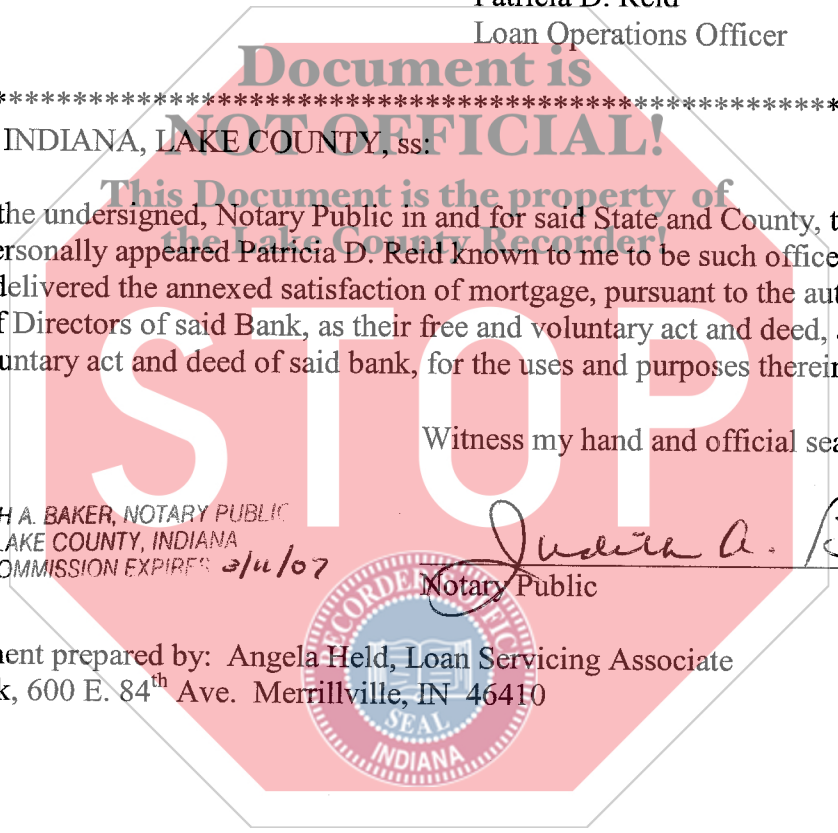 Patricia D. Reid
Loan Operations Officer
Document is
NOT OFFICIAL!
INDIANA, LAKE COUNTY, ss:
This Document is the property of
the Lake County Recorder!
the undersigned, Notary Public in and for said State and County, t
ersonally appeared Patricia D. Reid known to me to be such office
delivered the annexed satisfaction of mortgage, pursuant to the aut
f Directors of said Bank, as their free and voluntary act and deed,
untary act and deed of said bank, for the uses and purposes therein
STOP
Witness my hand and official sea
H A. BAKER, NOTARY PUBLIC
LAKE COUNTY, INDIANA
OMMISSION EXPIRES 3/11/07
Judith A. B
Notary Public
ent prepared by: Angela Held, Loan Servicing Associate
k, 600 E. 84th Ave. Merrillville, IN 46410
RECORDER'S OFFICE
SEAL
INDIANA